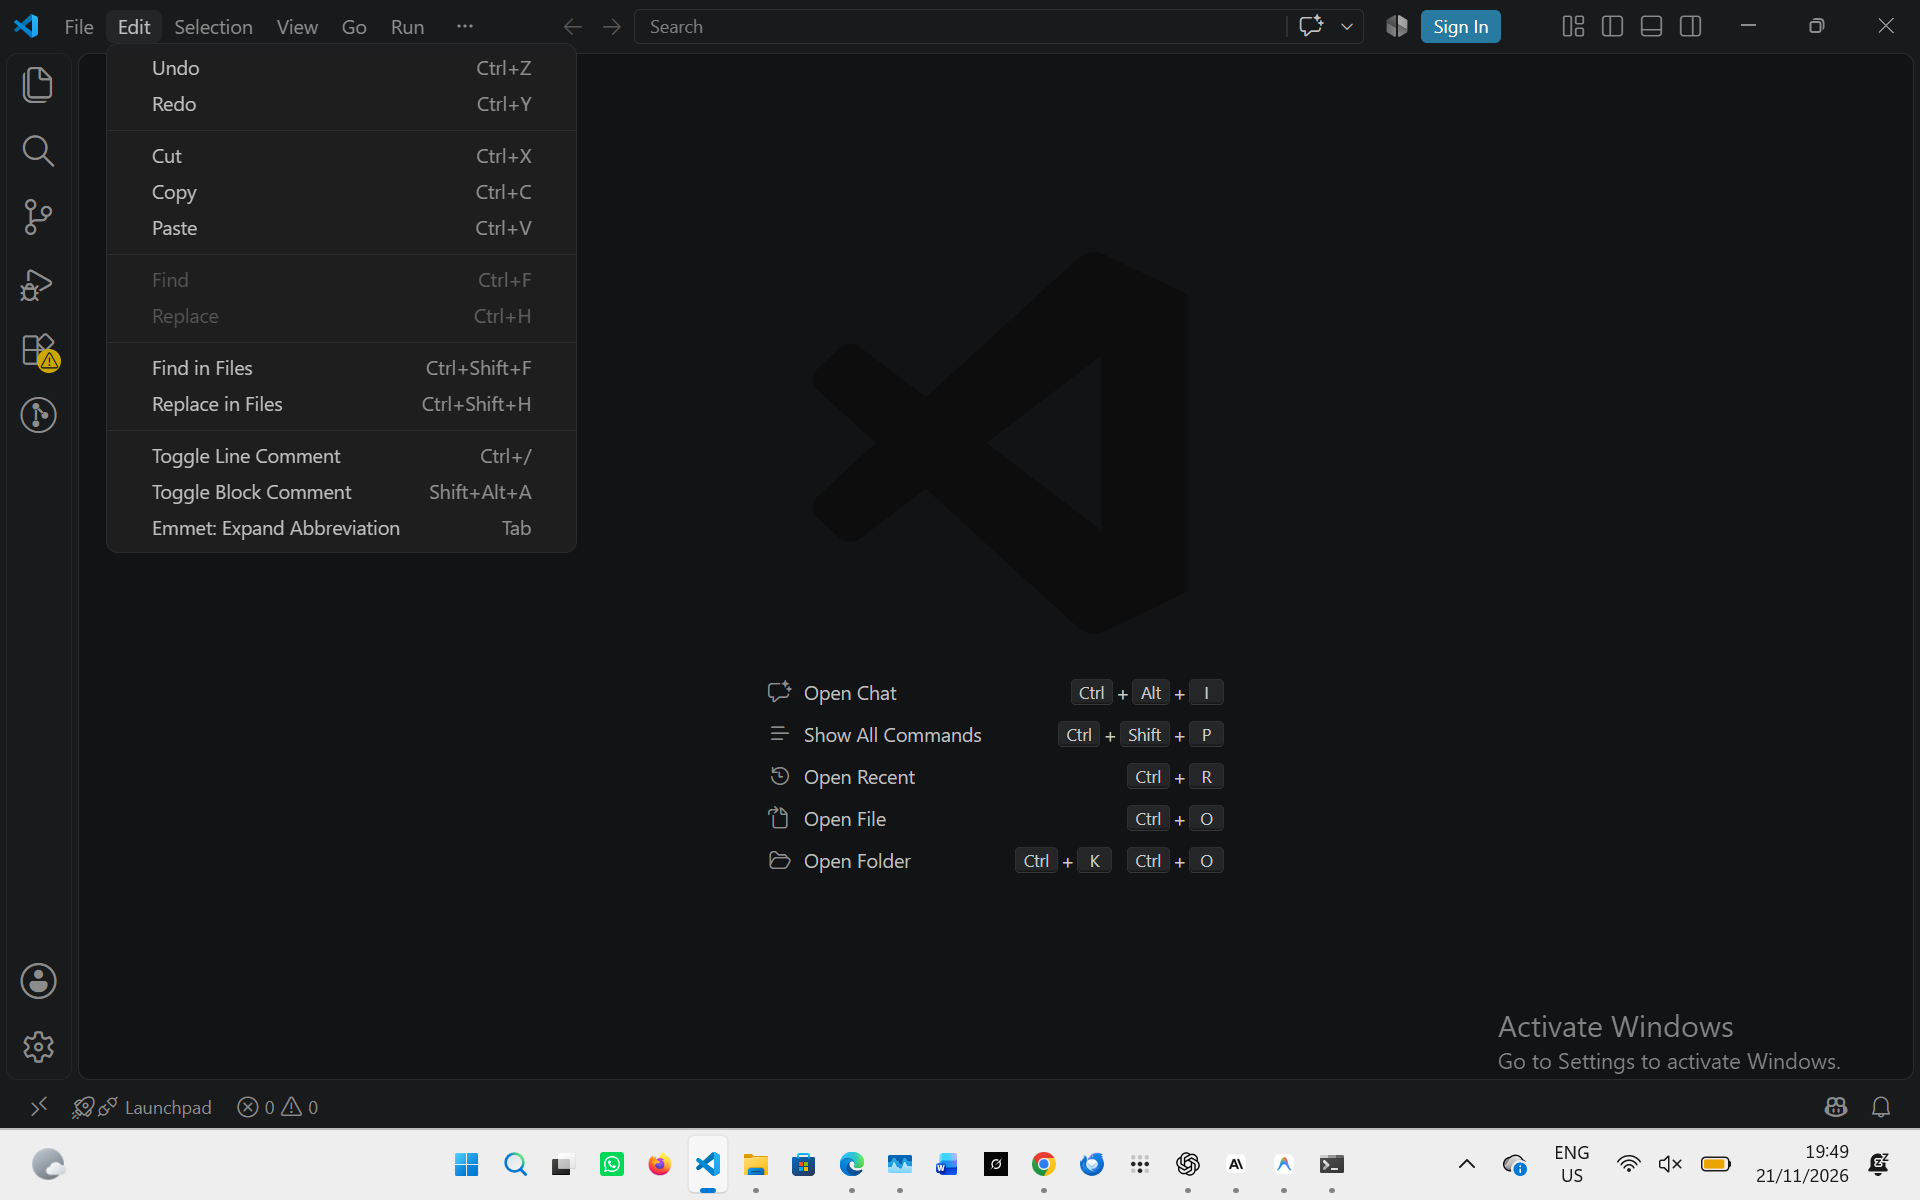 File Edit Selection View Go Run ··· Search Sign In
Undo Ctrl+Z
Redo Ctrl+Y
Cut Ctrl+X
Copy Ctrl+C
Paste Ctrl+V
Find Ctrl+F
Replace Ctrl+H
Find in Files Ctrl+Shift+F
Replace in Files Ctrl+Shift+H
Toggle Line Comment Ctrl+/
Toggle Block Comment Shift+Alt+A
Emmet: Expand Abbreviation Tab
Open Chat Ctrl + Alt + I
Show All Commands Ctrl + Shift + P
Open Recent Ctrl + R
Open File Ctrl + O
Open Folder Ctrl + K Ctrl + O
Activate Windows
Go to Settings to activate Windows.
Launchpad 0 0
ENG 19:49
US 21/11/2026